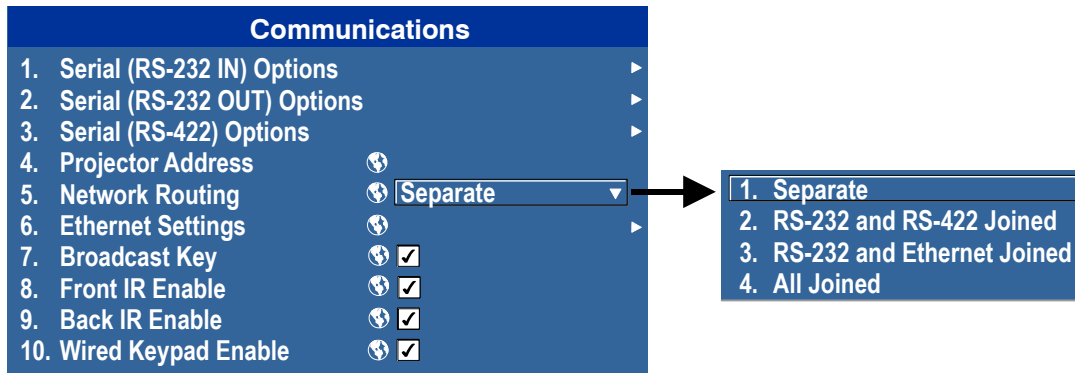 Communications
1. Serial (RS-232 IN) Options
2. Serial (RS-232 OUT) Options
3. Serial (RS-422) Options
4. Projector Address
5. Network Routing Separate
6. Ethernet Settings
7. Broadcast Key
8. Front IR Enable
9. Back IR Enable
10. Wired Keypad Enable
1. Separate
2. RS-232 and RS-422 Joined
3. RS-232 and Ethernet Joined
4. All Joined